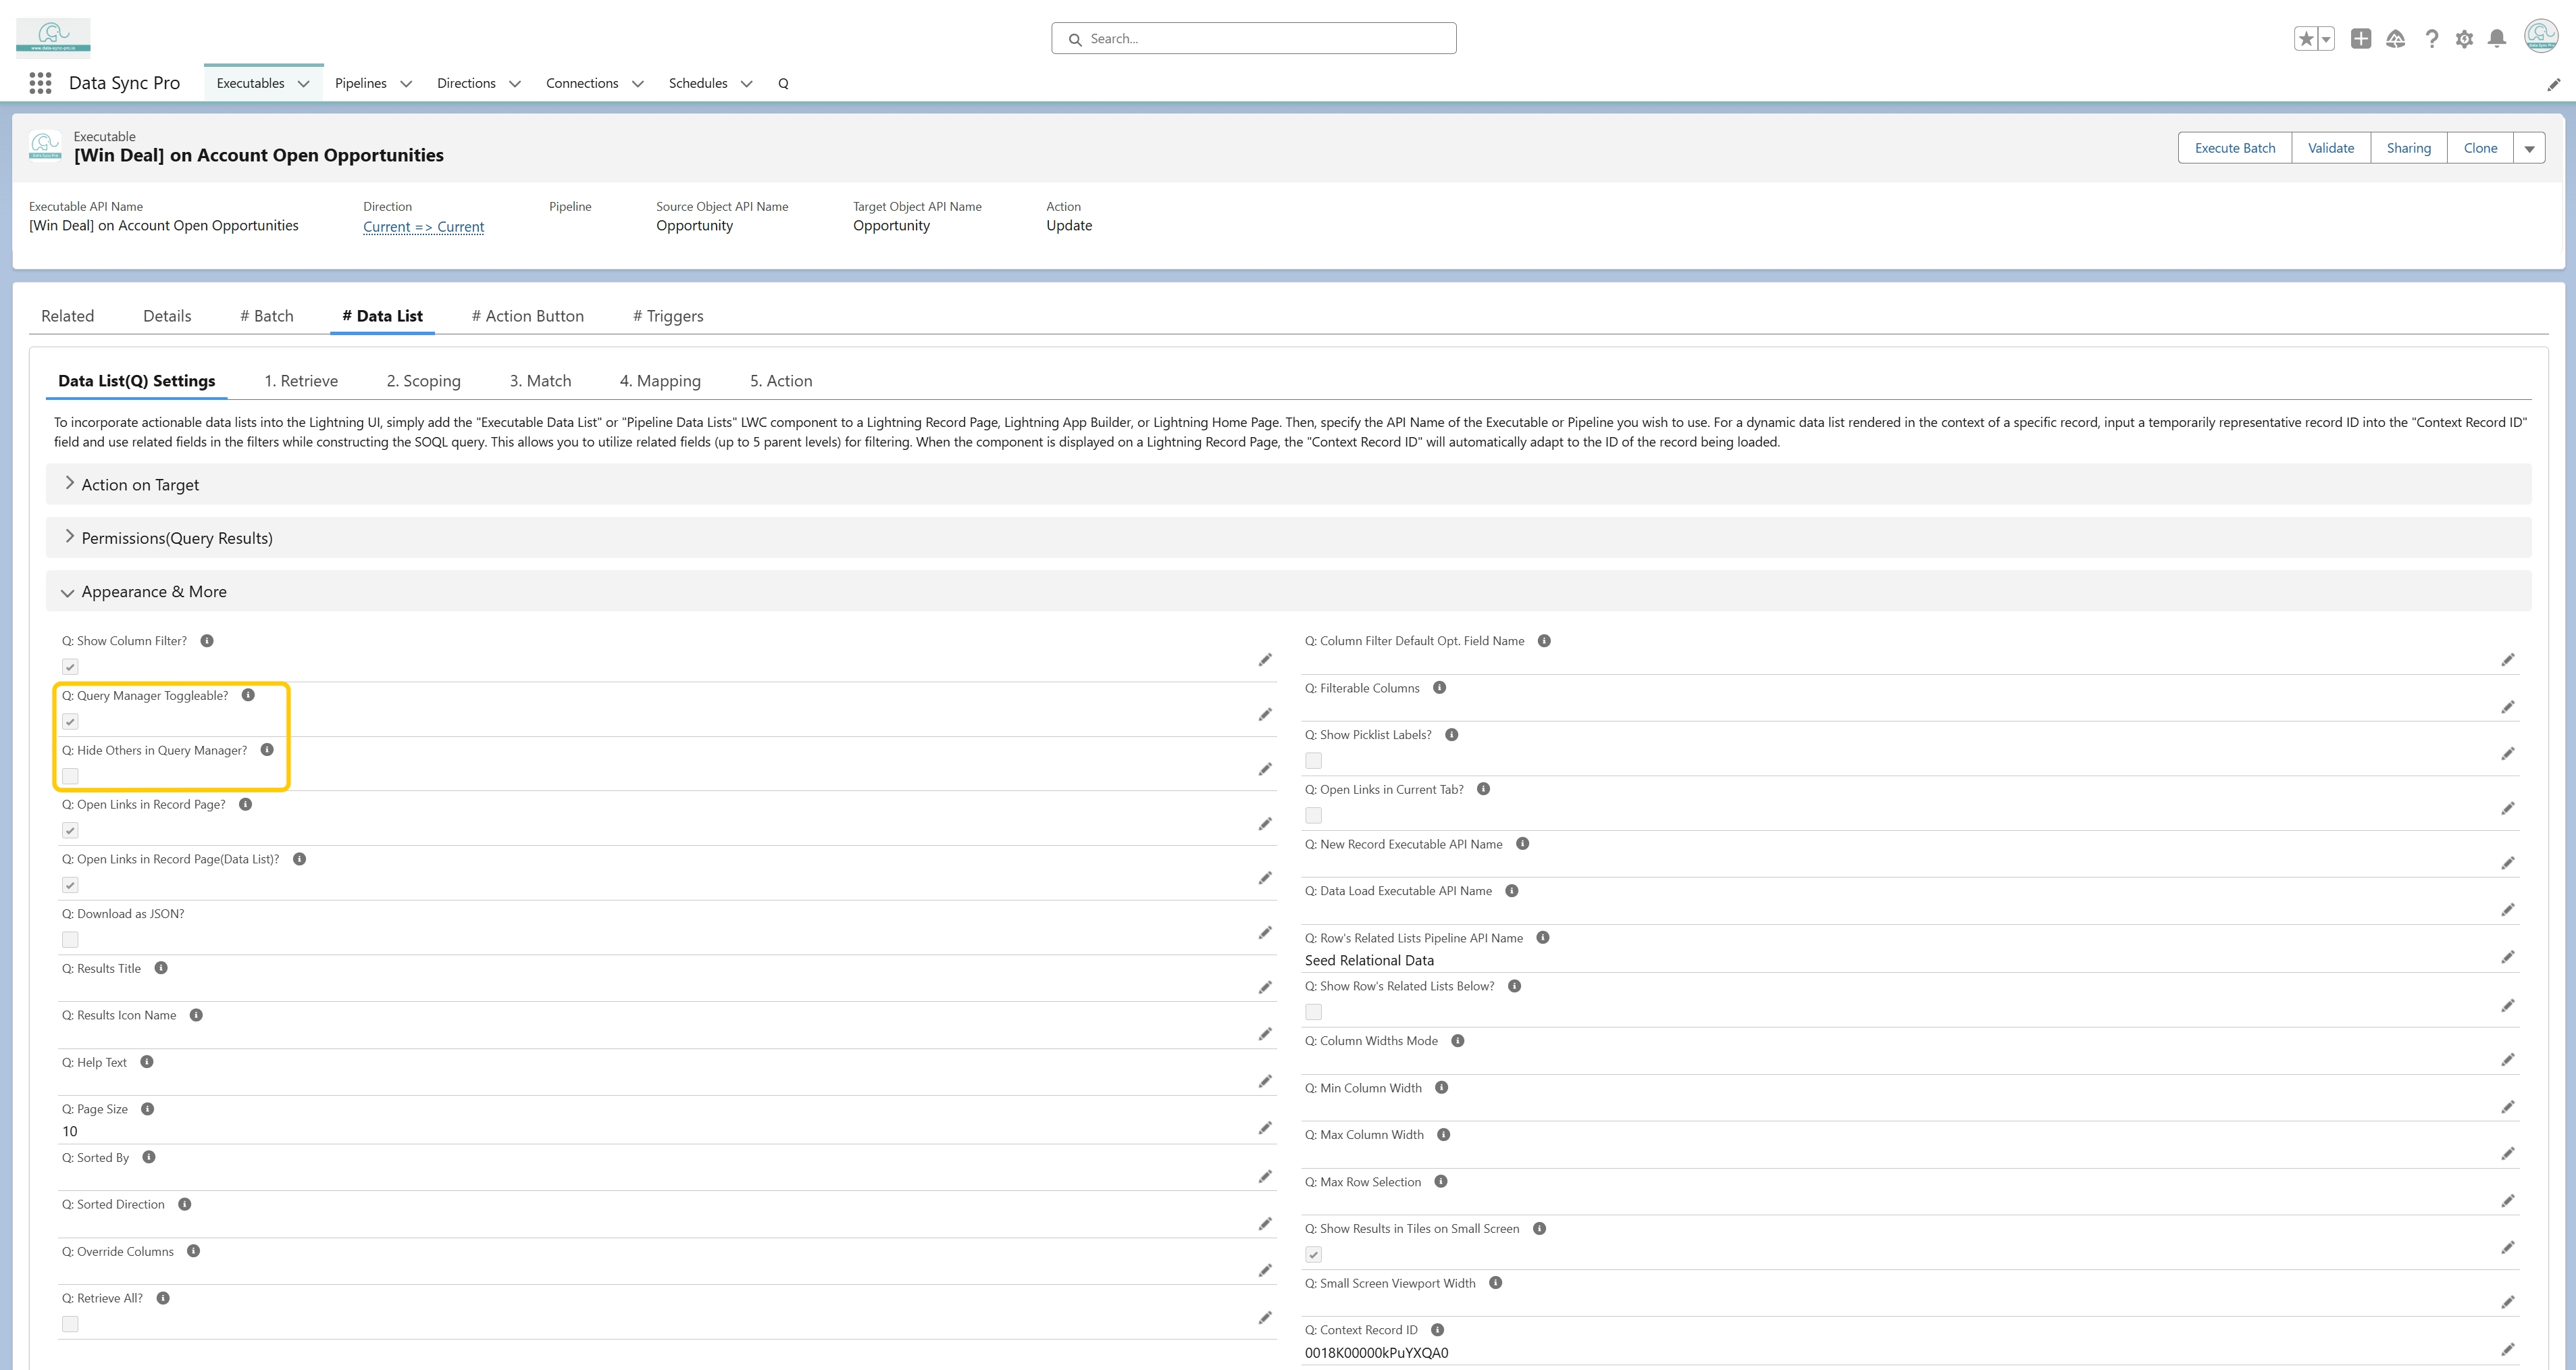 www.data-sync-pro.io
Search...
Data Sync Pro
Executables
Pipelines
Directions
Connections
Schedules
Q
Executable
[Win Deal] on Account Open Opportunities
Execute Batch
Validate
Sharing
Clone
Executable API Name
[Win Deal] on Account Open Opportunities
Direction
Current => Current
Pipeline
Source Object API Name
Opportunity
Target Object API Name
Opportunity
Action
Update
Related
Details
# Batch
# Data List
# Action Button
# Triggers
Data List(Q) Settings
1. Retrieve
2. Scoping
3. Match
4. Mapping
5. Action
To incorporate actionable data lists into the Lightning UI, simply add the "Executable Data List" or "Pipeline Data Lists" LWC component to a Lightning Record Page, Lightning App Builder, or Lightning Home Page. Then, specify the API Name of the Executable or Pipeline you wish to use. For a dynamic data list rendered in the context of a specific record, input a temporarily representative record ID into the "Context Record ID"
field and use related fields in the filters while constructing the SOQL query. This allows you to utilize related fields (up to 5 parent levels) for filtering. When the component is displayed on a Lightning Record Page, the "Context Record ID" will automatically adapt to the ID of the record being loaded.
Action on Target
Permissions(Query Results)
Appearance & More
Q: Show Column Filter?
Q: Query Manager Toggleable?
Q: Hide Others in Query Manager?
Q: Open Links in Record Page?
Q: Open Links in Record Page(Data List)?
Q: Download as JSON?
Q: Results Title
Q: Results Icon Name
Q: Help Text
Q: Page Size
10
Q: Sorted By
Q: Sorted Direction
Q: Override Columns
Q: Retrieve All?
Q: Column Filter Default Opt. Field Name
Q: Filterable Columns
Q: Show Picklist Labels?
Q: Open Links in Current Tab?
Q: New Record Executable API Name
Q: Data Load Executable API Name
Q: Row's Related Lists Pipeline API Name
Seed Relational Data
Q: Show Row's Related Lists Below?
Q: Column Widths Mode
Q: Min Column Width
Q: Max Column Width
Q: Max Row Selection
Q: Show Results in Tiles on Small Screen
Q: Small Screen Viewport Width
Q: Context Record ID
0018K00000kPuYXQA0